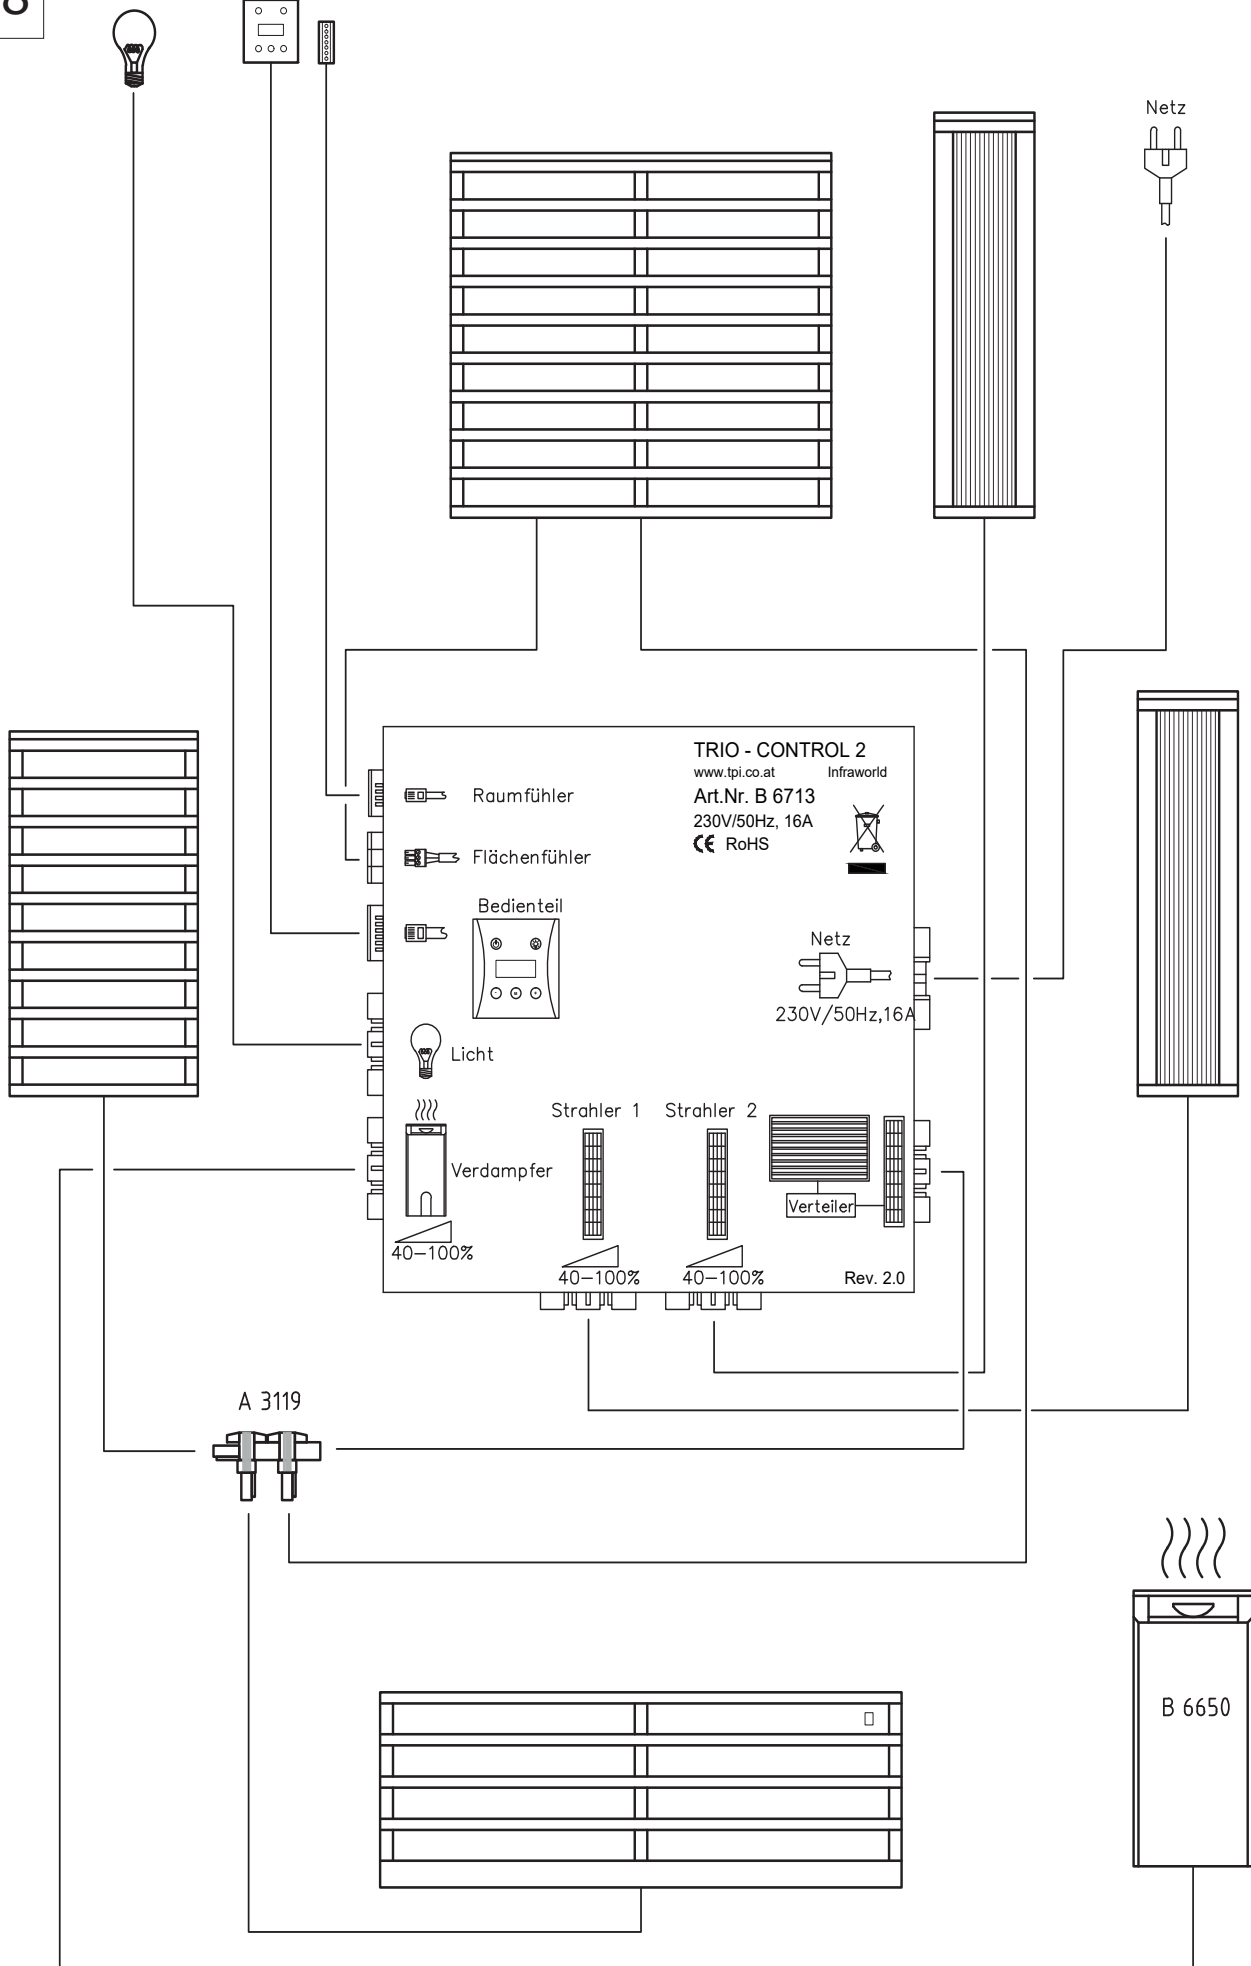 Netz
TRIO - CONTROL 2
www.tpi.co.at Infraworld
Art.Nr. B 6713
230V/50Hz, 16A
CE RoHS
Raumfühler
Flächenfühler
Bedienteil
Netz
230V/50Hz,16A
Licht
Verdampfer
40-100%
Strahler 1
Strahler 2
Verteiler
40-100%
40-100%
Rev. 2.0
A 3119
B 6650